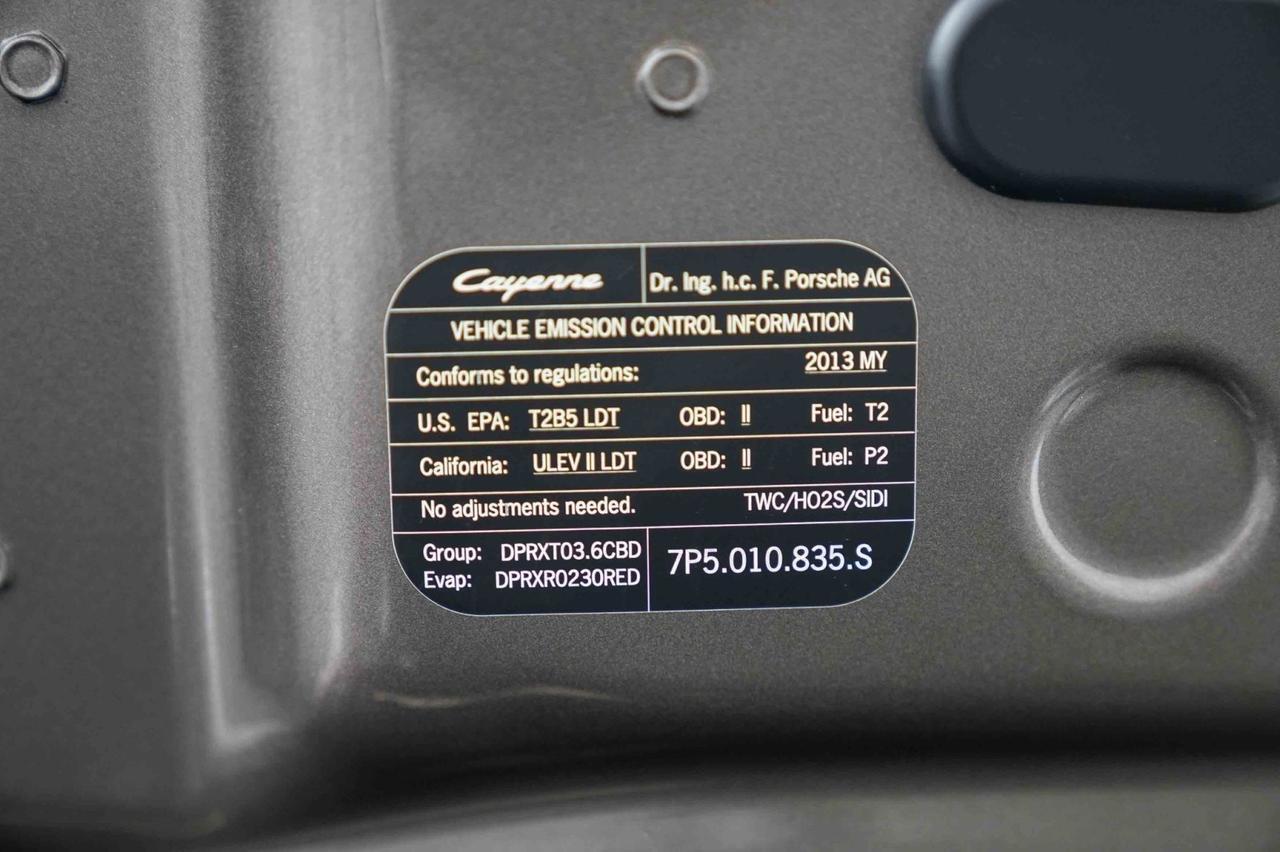 Cayenne Dr. Ing. h.c. F. Porsche AG
VEHICLE EMISSION CONTROL INFORMATION
Conforms to regulations: 2013 MY
U.S. EPA: T2B5 LDT OBD: II Fuel: T2
California: ULEV II LDT OBD: II Fuel: P2
No adjustments needed. TWC/HO2S/SIDI
Group: DPRXT03.6CBD
Evap: DPRXR0230RED
7P5.010.835.S